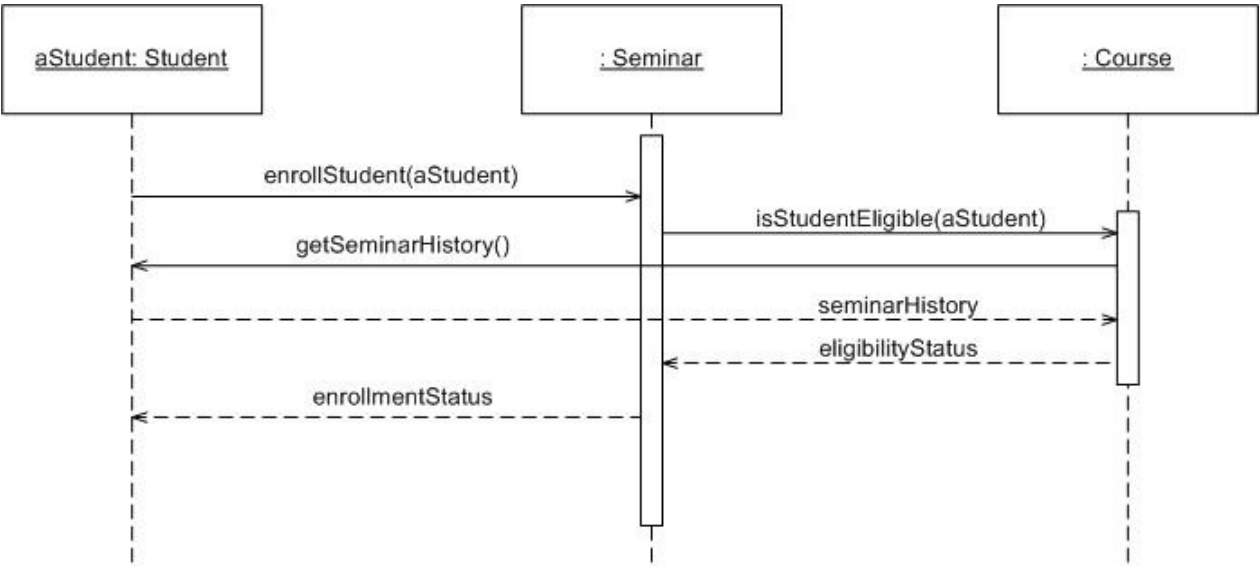 aStudent: Student
: Seminar
: Course
enrollStudent(aStudent)
isStudentEligible(aStudent)
getSeminarHistory()
seminarHistory
eligibilityStatus
enrollmentStatus